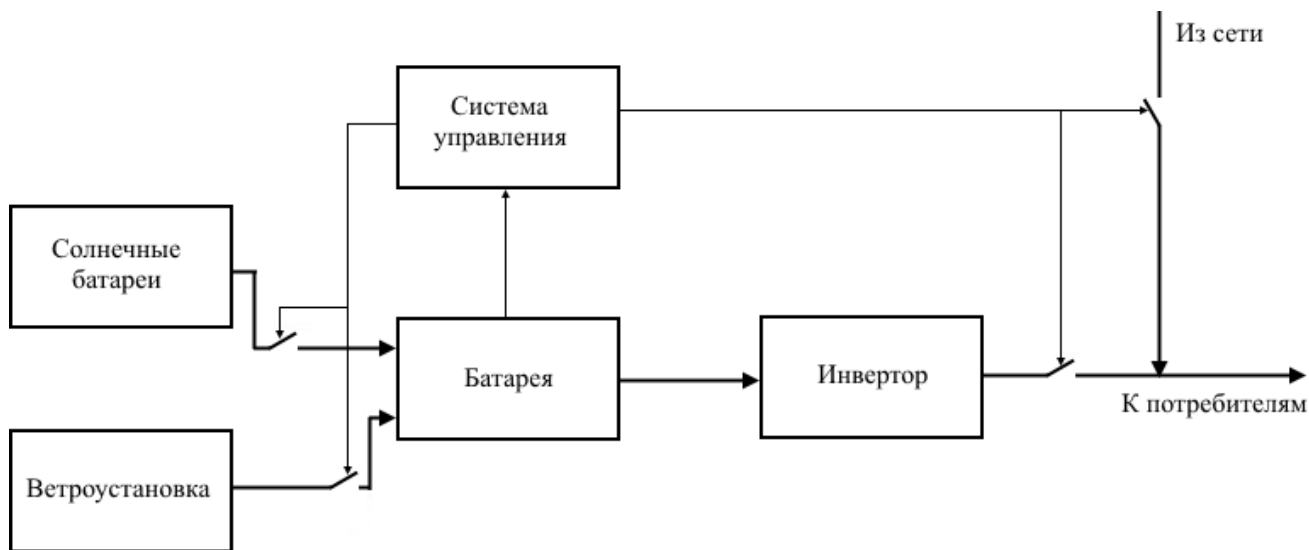 Из сети
Система
управления
Солнечные
батареи
Батарея
Инвертор
К потребителям
Ветроустановка